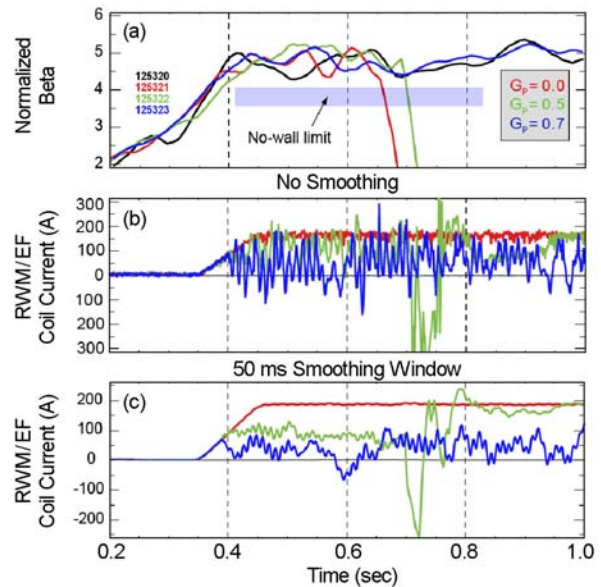 (a)
Normalized
Beta
6
5
4
3
2
125320
125321
125322
125323
No-wall limit
Gp = 0.0
Gp = 0.5
Gp = 0.7
No Smoothing
(b)
RWM/EF
Coil Current (A)
300
200
100
0
100
200
300
50 ms Smoothing Window
(c)
RWM/EF
Coil Current (A)
200
100
0
-100
-200
0.2 0.4 0.6 0.8 1.0
Time (sec)